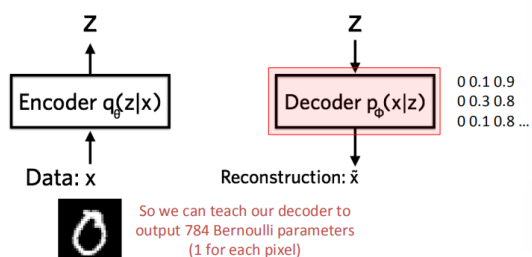 Z
Z
Encoder qθ(z|x)
Decoder pΦ(x|z)
0 0.1 0.9
0 0.3 0.8
0 0.1 0.8 ...
Data: x
Reconstruction: x̃
So we can teach our decoder to
output 784 Bernoulli parameters
(1 for each pixel)